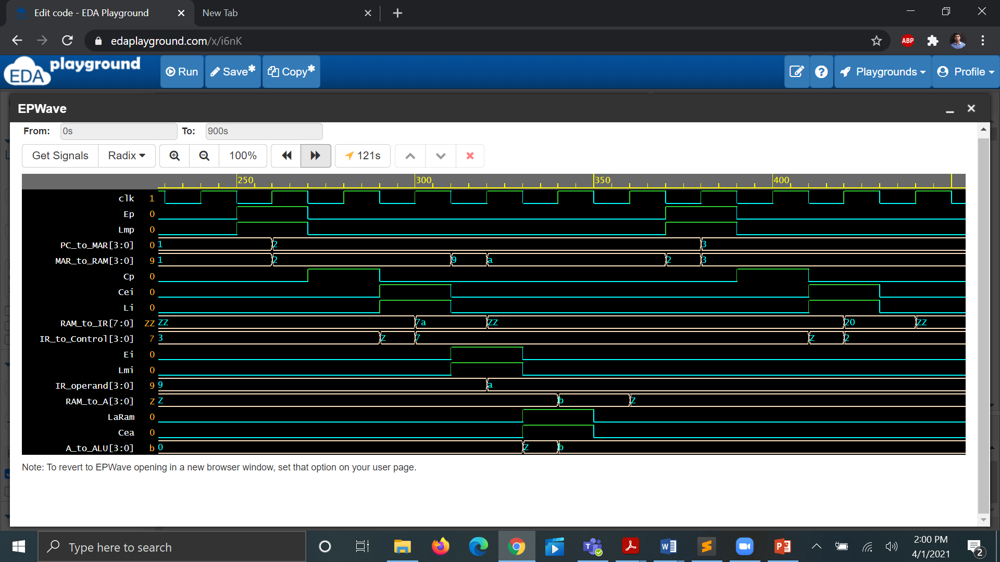 Edit code - EDA Playground
New Tab
edaplayground.com/x/i6nK
ABP
EDA playground
Run
Save*
Copy*
Playgrounds
Profile
EPWave
From: 0s To: 900s
Get Signals Radix 100% 121s
250 300 350 400
clk 1
Ep 0
Lmp 0
PC_to_MAR[3:0] 0 1 2 3
MAR_to_RAM[3:0] 9 1 2 9 a 2 3
Cp 0
Cei 0
Li 0
RAM_to_IR[7:0] zz zz 7a zz 20 zz
IR_to_Control[3:0] 7 3 z 7 z 2
Ei 0
Lmi 0
IR_operand[3:0] 9 9 a
RAM_to_A[3:0] z z b z
LaRam 0
Cea 0
A_to_ALU[3:0] b 0 z b
Note: To revert to EPWave opening in a new browser window, set that option on your user page.
Type here to search
2:00 PM
4/1/2021
2